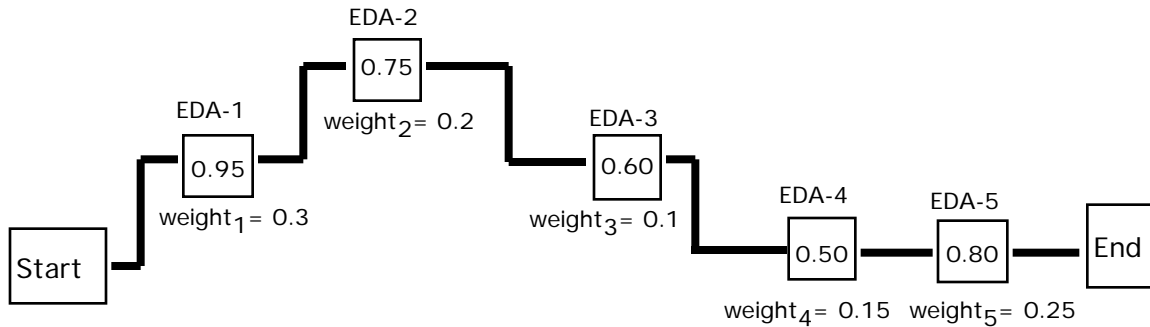 EDA-2
0.75
weight2= 0.2
EDA-1
0.95
weight1= 0.3
EDA-3
0.60
weight3= 0.1
EDA-4
0.50
weight4= 0.15
EDA-5
0.80
weight5= 0.25
Start
End